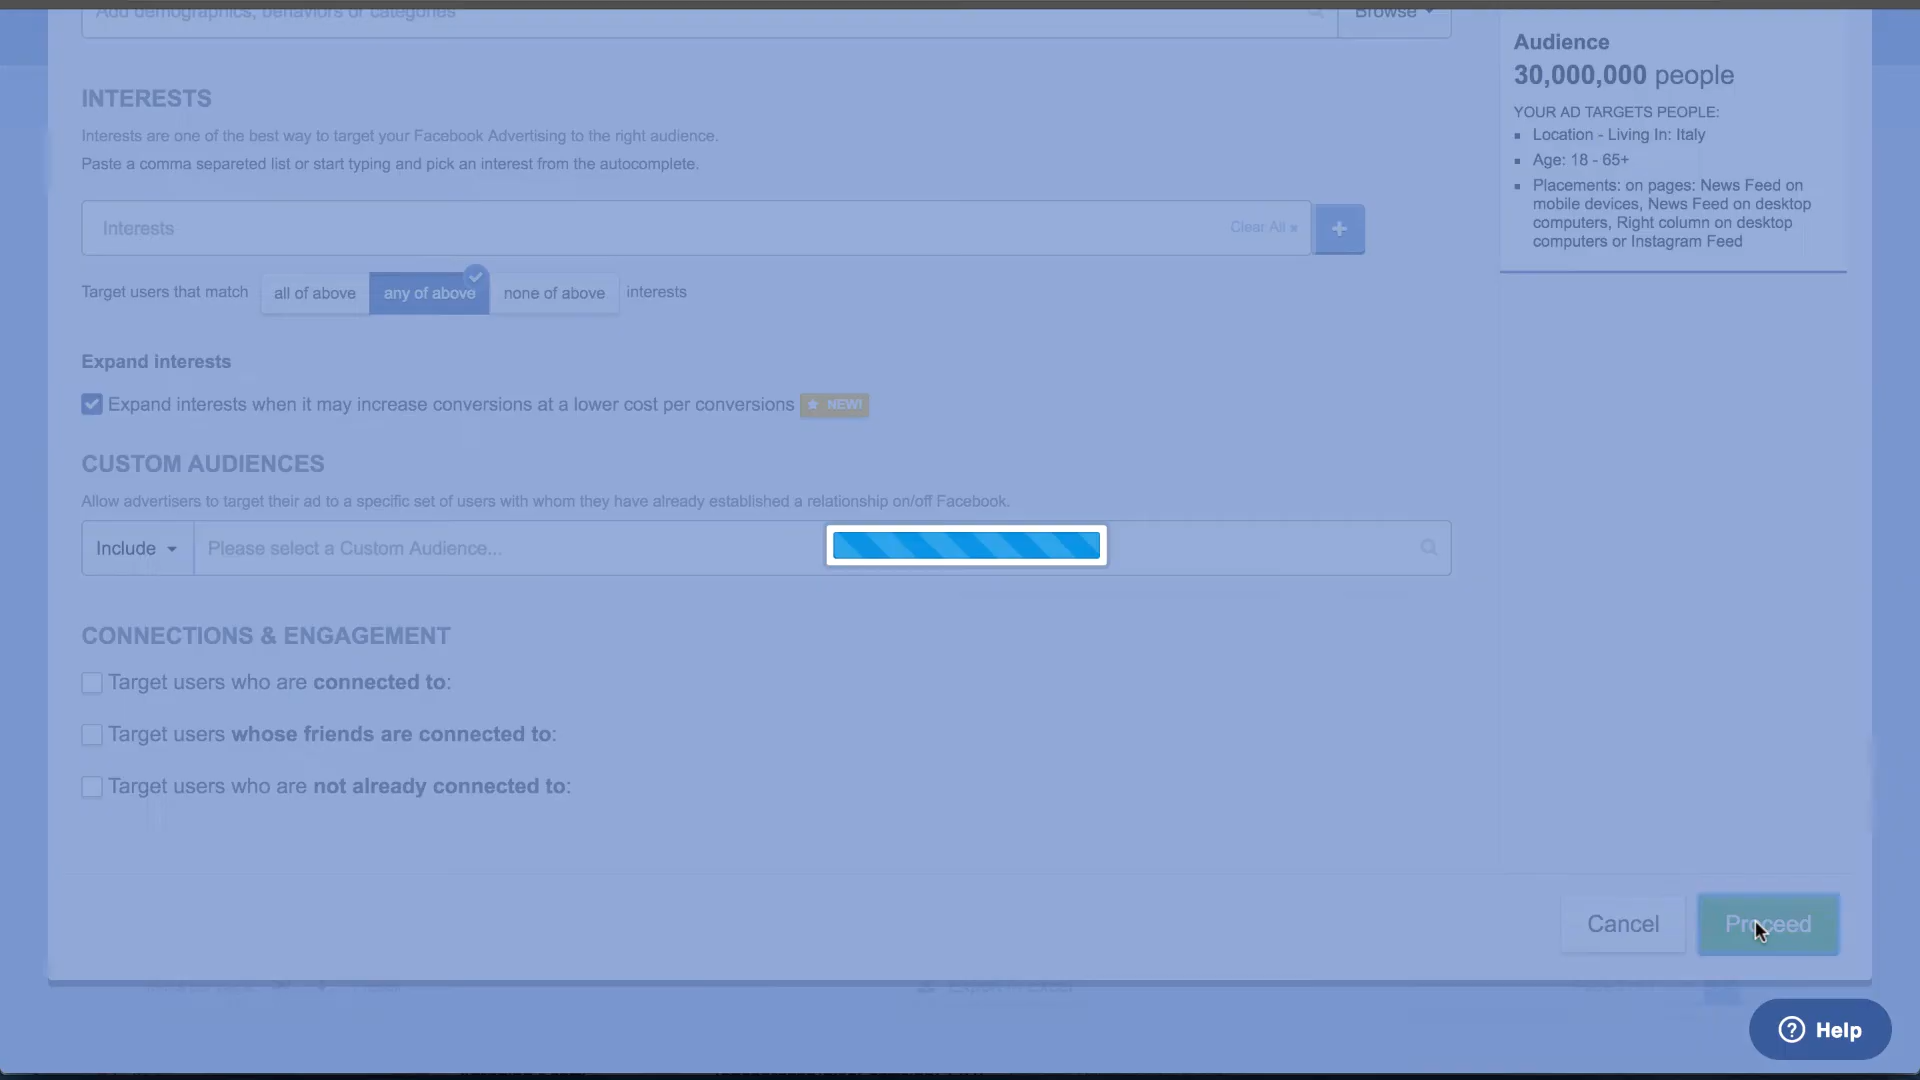 Add demographics, behaviors or categories
Browse
INTERESTS
Interests are one of the best way to target your Facebook Advertising to the right audience.
Paste a comma separeted list or start typing and pick an interest from the autocomplete.
Interests
Clear All ×
+
Target users that match all of above any of above none of above interests
Expand interests
Expand interests when it may increase conversions at a lower cost per conversions ★ NEW!
CUSTOM AUDIENCES
Allow advertisers to target their ad to a specific set of users with whom they have already established a relationship on/off Facebook.
Include Please select a Custom Audience...
CONNECTIONS & ENGAGEMENT
Target users who are connected to:
Target users whose friends are connected to:
Target users who are not already connected to:
Audience
30,000,000 people
YOUR AD TARGETS PEOPLE:
Location - Living In: Italy
Age: 18 - 65+
Placements: on pages: News Feed on
mobile devices, News Feed on desktop
computers, Right column on desktop
computers or Instagram Feed
Cancel
Proceed
? Help